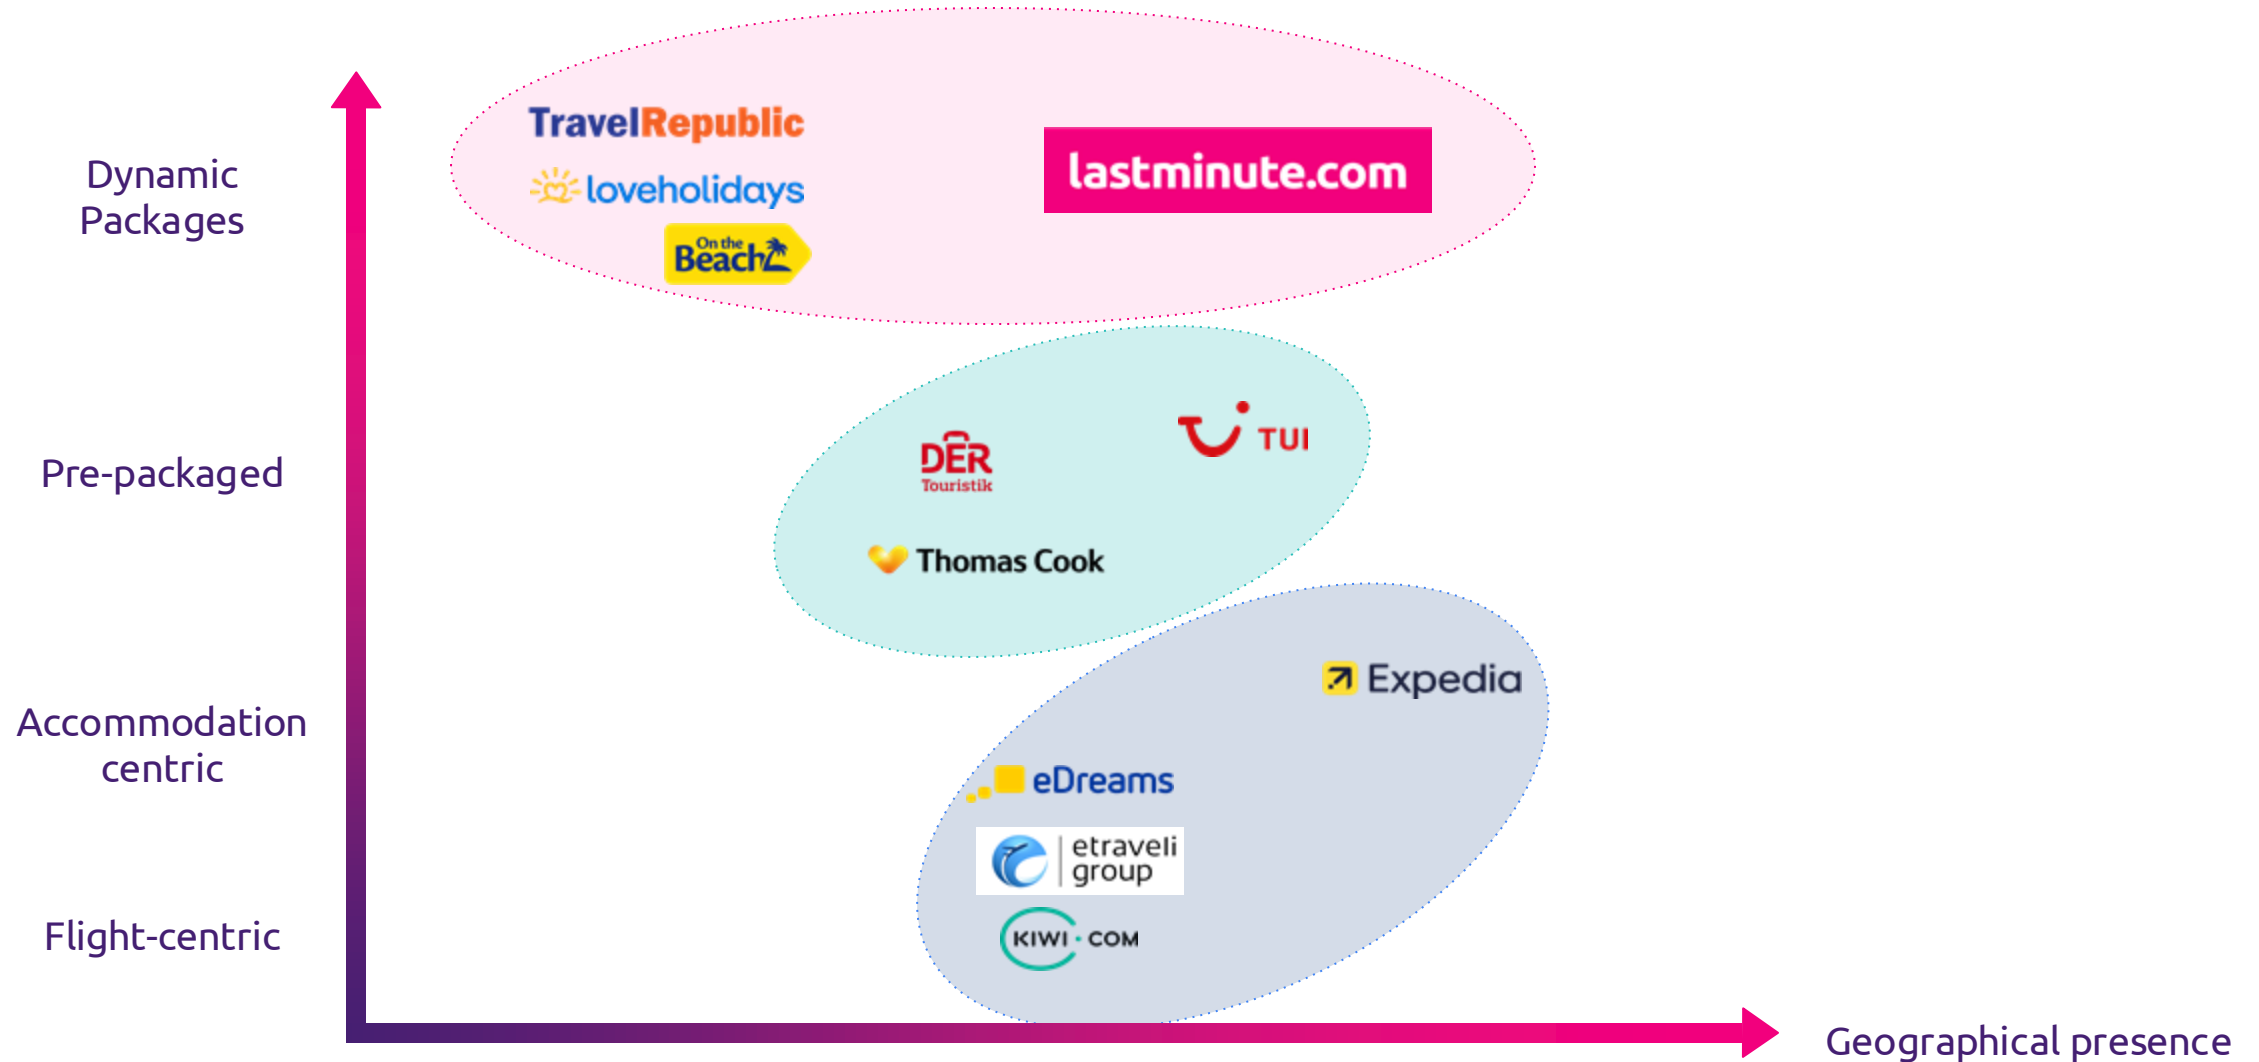 Dynamic
Packages
TravelRepublic
loveholidays
On the
Beach
lastminute.com
Pre-packaged
DER
Touristik
TUI
Thomas Cook
Accommodation
centric
Expedia
eDreams
etraveli
group
Flight-centric
KIWI.COM
Geographical presence